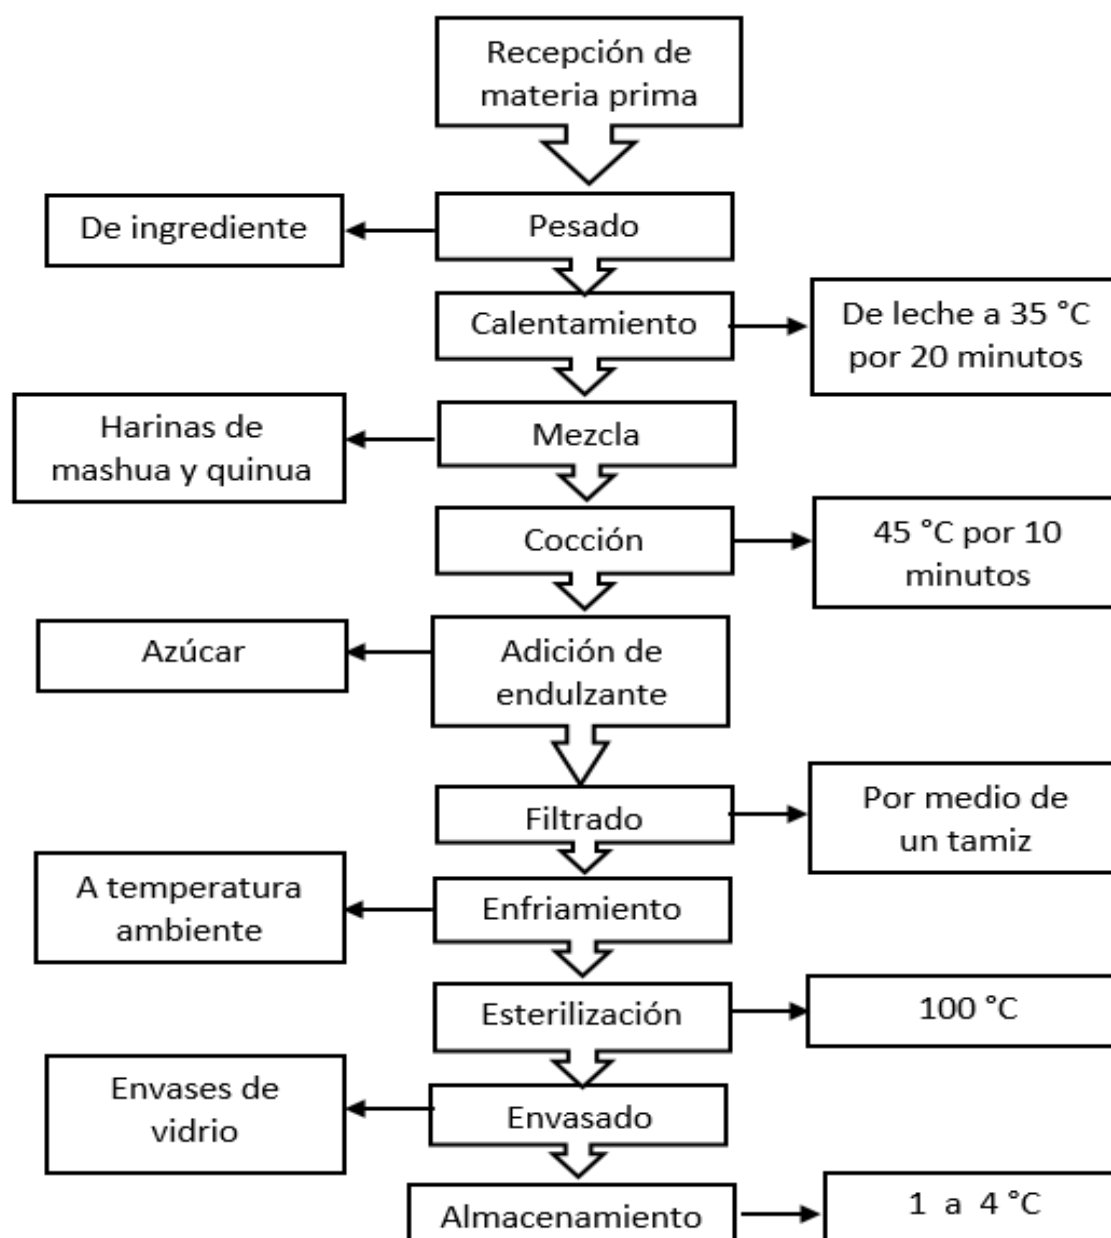 Recepción de
materia prima
De ingrediente
Pesado
Calentamiento
De leche a 35 °C
por 20 minutos
Harinas de
mashua y quinua
Mezcla
Cocción
45 °C por 10
minutos
Azúcar
Adición de
endulzante
Filtrado
Por medio de
un tamiz
A temperatura
ambiente
Enfriamiento
Esterilización
100 °C
Envases de
vidrio
Envasado
Almacenamiento
1 a 4 °C